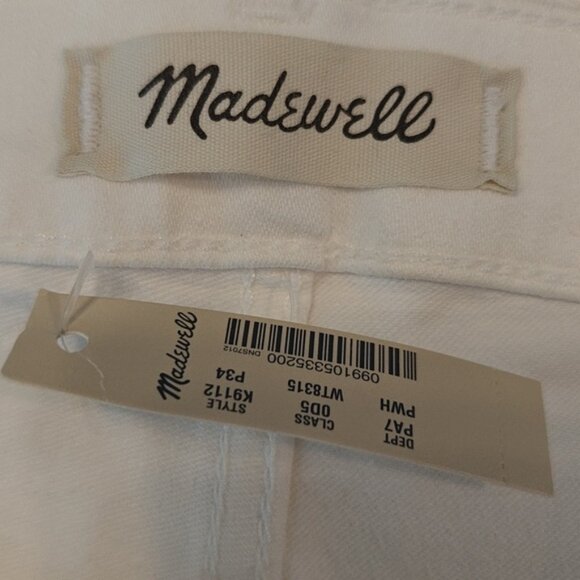 Madewell
Madewell
DEPT CLASS STYLE
PA7 0D5 K9112
PWH WT8315 P34
099105335200
DNS7012